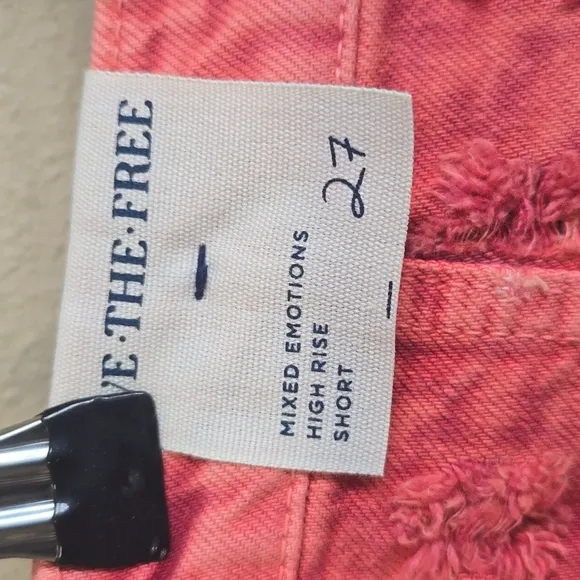 VE·THE·FREE
27
MIXED EMOTIONS
HIGH RISE
SHORT